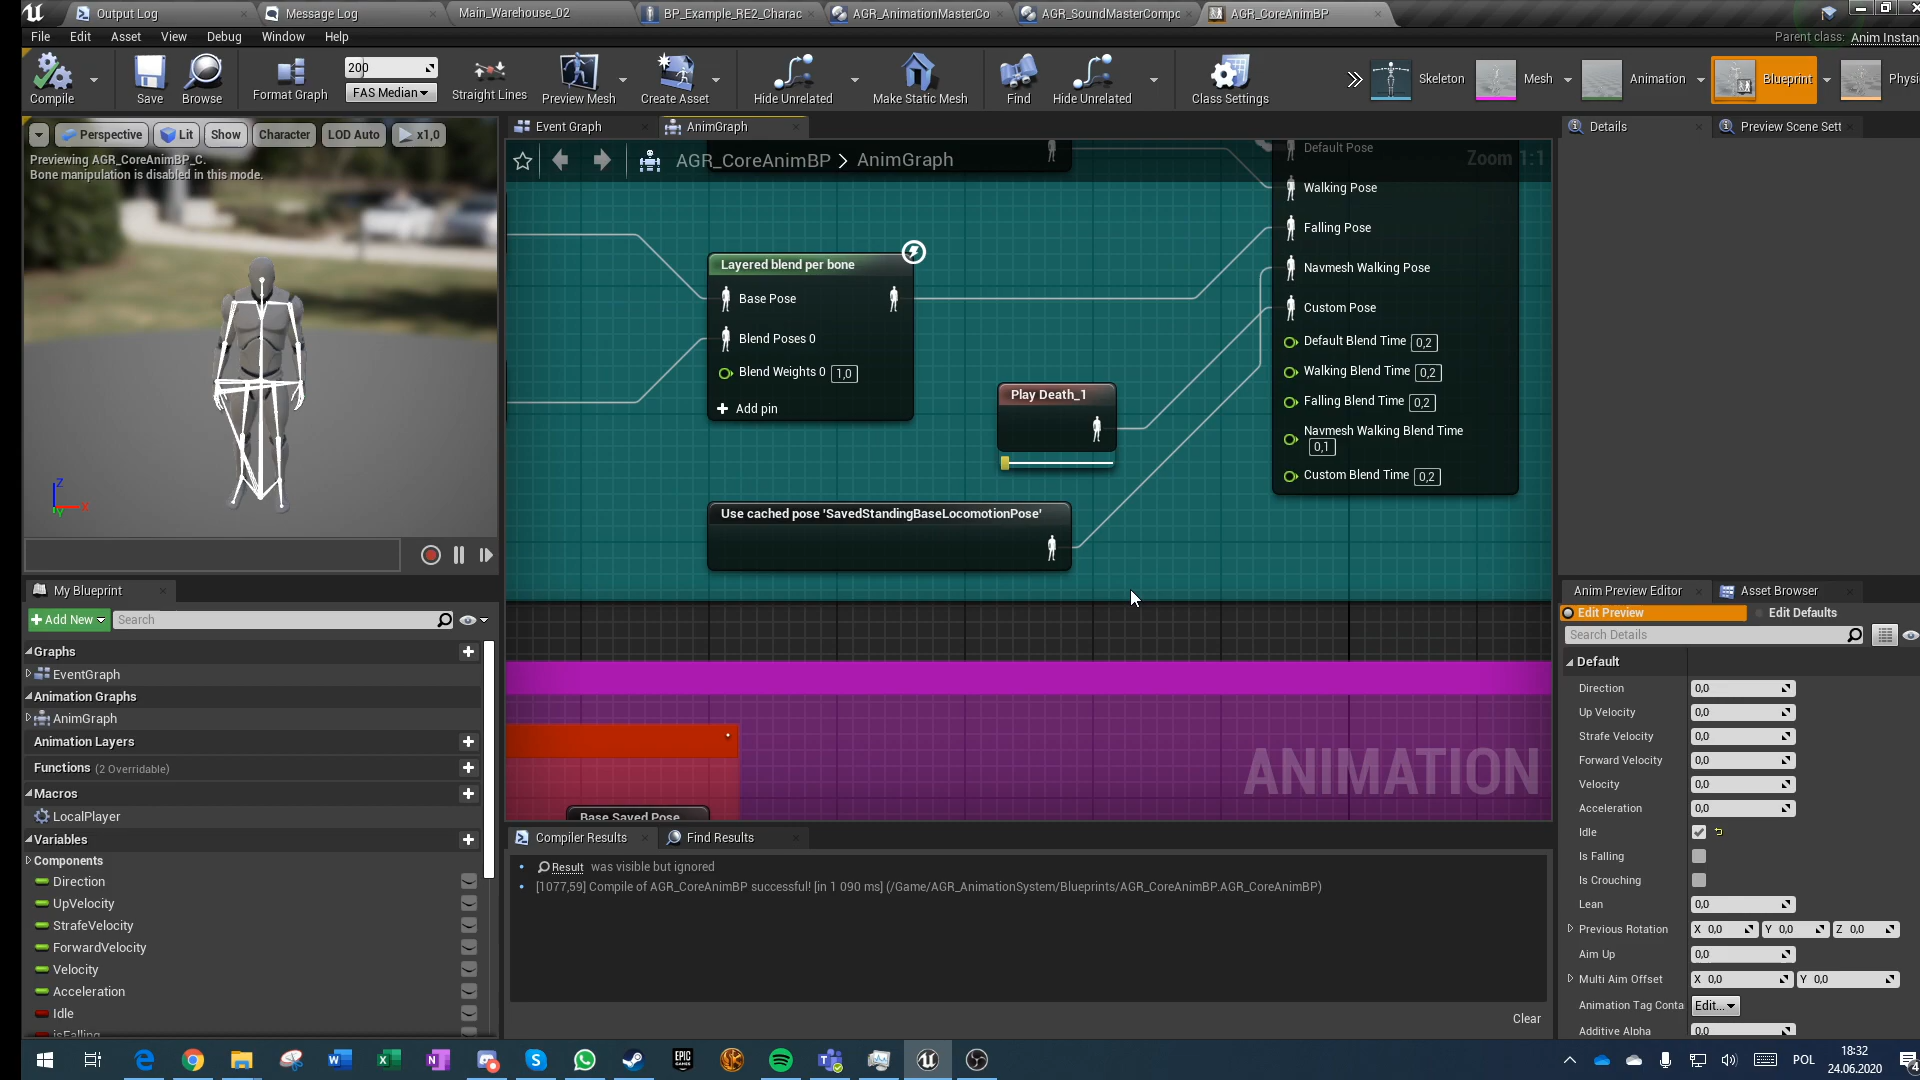 Output Log
Message Log
Main_Warehouse_02
BP_Example_RE2_Charac
AGR_AnimationMasterCo
AGR_SoundMasterCompc
AGR_CoreAnimBP
File Edit Asset View Debug Window Help
Parent class: Anim Instan
Compile
Save
Browse
Format Graph
200
FAS Median
Straight Lines
Preview Mesh
Create Asset
Hide Unrelated
Make Static Mesh
Find
Hide Unrelated
Class Settings
Skeleton
Mesh
Animation
Blueprint
Physi
Perspective Lit Show Character LOD Auto x1,0
Previewing AGR_CoreAnimBP_C.
Bone manipulation is disabled in this mode.
Z
X
Y
Event Graph
AnimGraph
AGR_CoreAnimBP > AnimGraph
Zoom 1:1
Layered blend per bone
Base Pose
Blend Poses 0
Blend Weights 0 1,0
Add pin
Play Death_1
Use cached pose 'SavedStandingBaseLocomotionPose'
Default Pose
Walking Pose
Falling Pose
Navmesh Walking Pose
Custom Pose
Default Blend Time 0,2
Walking Blend Time 0,2
Falling Blend Time 0,2
Navmesh Walking Blend Time
0,1
Custom Blend Time 0,2
ANIMATION
Base Saved Pose
Details
Preview Scene Sett
My Blueprint
Add New
Search
Graphs
EventGraph
Animation Graphs
AnimGraph
Animation Layers
Functions (2 Overridable)
Macros
LocalPlayer
Variables
Components
Direction
UpVelocity
StrafeVelocity
ForwardVelocity
Velocity
Acceleration
Idle
isFalling
Compiler Results
Find Results
Result was visible but ignored
[1077,59] Compile of AGR_CoreAnimBP successful! [in 1 090 ms] (/Game/AGR_AnimationSystem/Blueprints/AGR_CoreAnimBP.AGR_CoreAnimBP)
Clear
Anim Preview Editor
Asset Browser
Edit Preview
Edit Defaults
Search Details
Default
Direction 0,0
Up Velocity 0,0
Strafe Velocity 0,0
Forward Velocity 0,0
Velocity 0,0
Acceleration 0,0
Idle
Is Falling
Is Crouching
Lean 0,0
Previous Rotation X 0,0 Y 0,0 Z 0,0
Aim Up 0,0
Multi Aim Offset X 0,0 Y 0,0
Animation Tag Conta Edit...
Additive Alpha 0,0
EPIC
GAMES
POL
18:32
24.06.2020
4